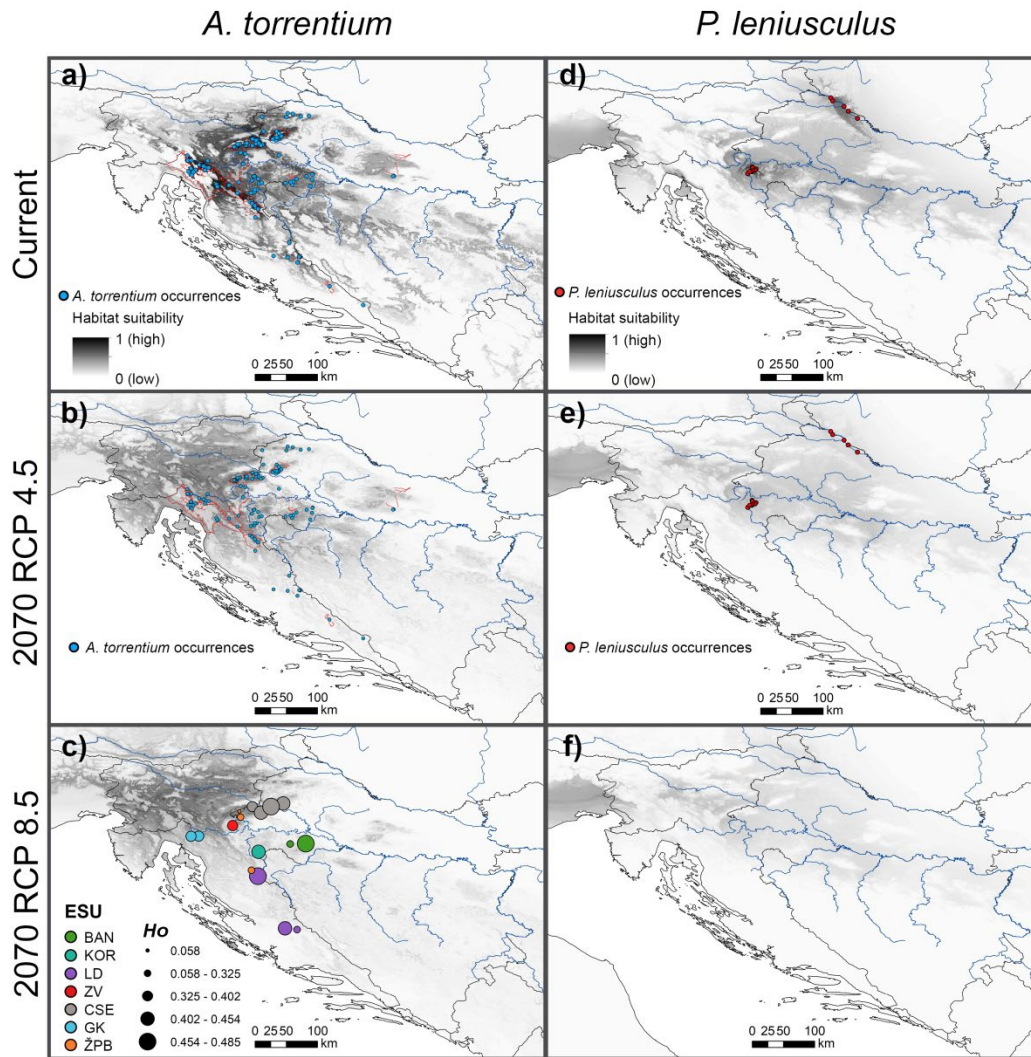 A. torrentium
P. leniusculus
Current
a)
A. torrentium occurrences
Habitat suitability
1 (high)
0 (low)
0 25 50 100
km
d)
P. leniusculus occurrences
Habitat suitability
1 (high)
0 (low)
0 25 50 100
km
2070 RCP 4.5
b)
A. torrentium occurrences
0 25 50 100
km
e)
P. leniusculus occurrences
0 25 50 100
km
2070 RCP 8.5
c)
ESU
BAN
KOR
LD
ZV
CSE
GK
ŽPB
Ho
0.058
0.058 - 0.325
0.325 - 0.402
0.402 - 0.454
0.454 - 0.485
0 25 50 100
km
f)
0 25 50 100
km